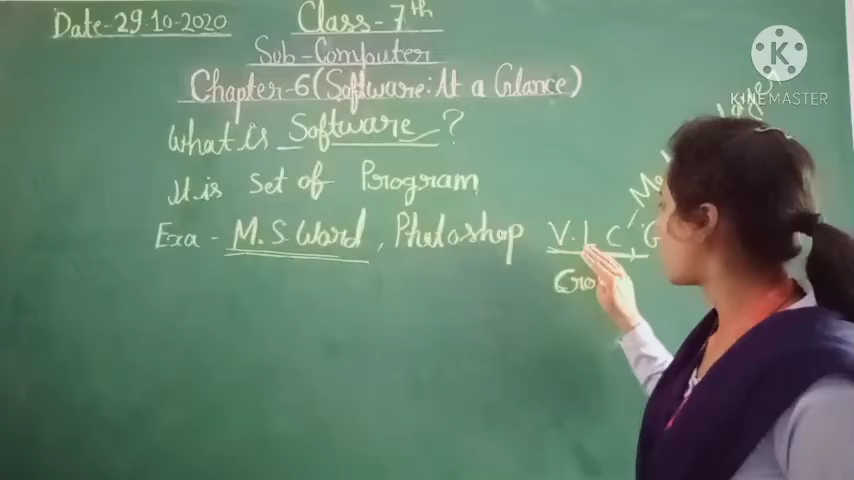 Date-29.10-2020
Class-7th
Sub-Computer
Chapter-6(Software: At a Glance)
What is Software?
It is Set of Program
Exa - M.S.Word, Photoshop V.L C
KINEMASTER